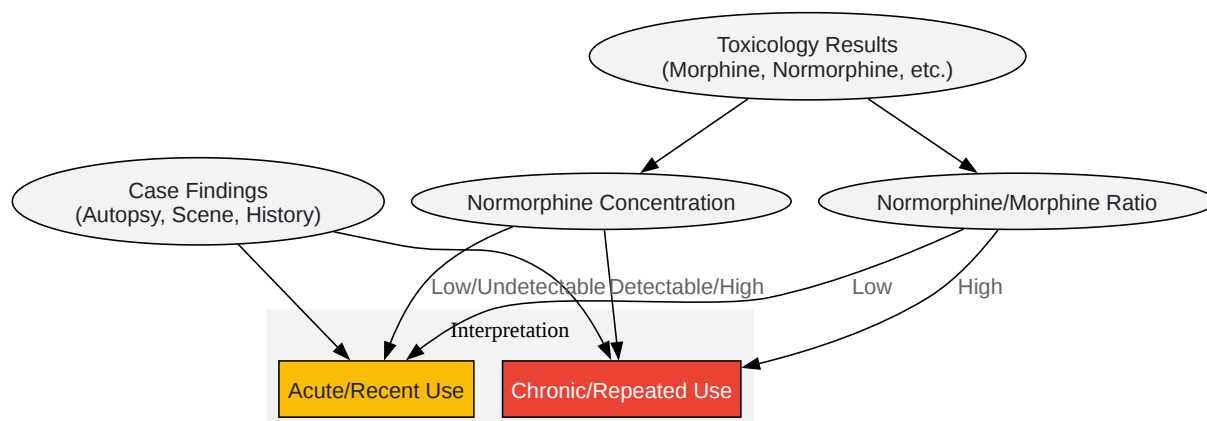 Toxicology Results
(Morphine, Normorphine, etc.)
Case Findings
(Autopsy, Scene, History)
Normorphine Concentration
Normorphine/Morphine Ratio
Low/Undetectable
Detectable/High
Low
High
Interpretation
Acute/Recent Use
Chronic/Repeated Use